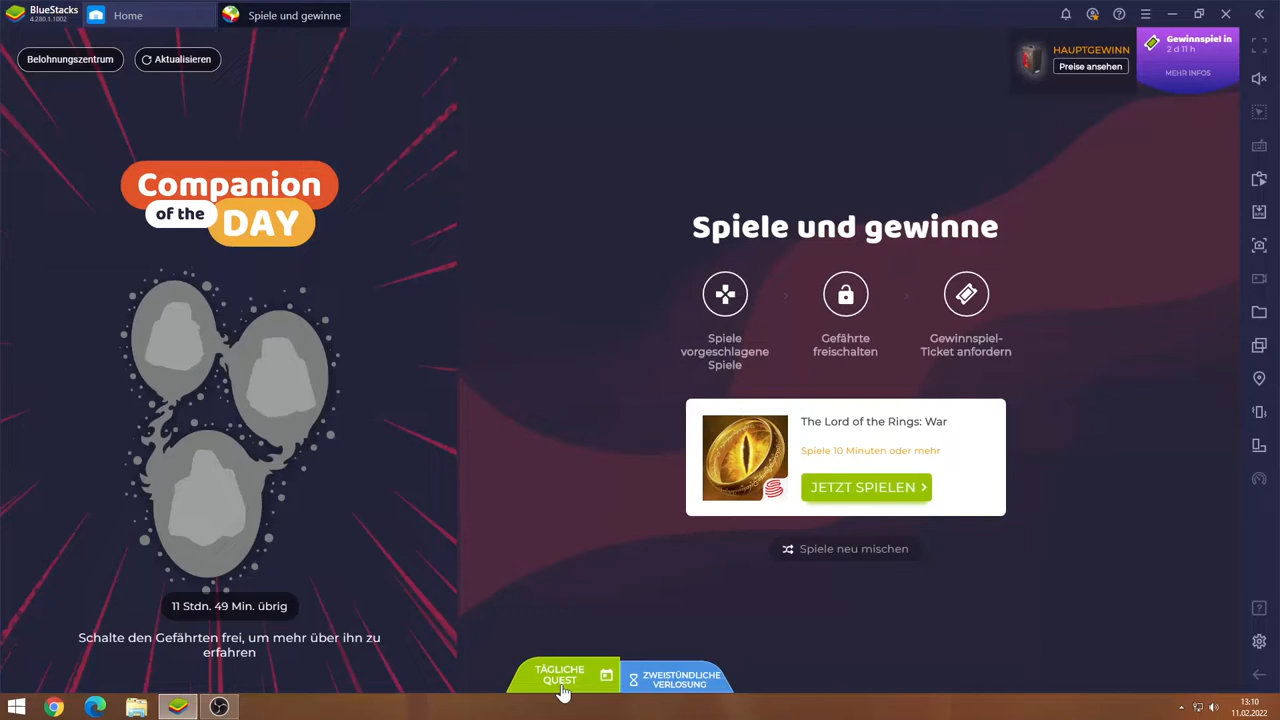 BlueStacks
4.280.1.1002
Home
Spiele und gewinne
Belohnungszentrum
Aktualisieren
HAUPTGEWINN
Preise ansehen
Gewinnspiel in
2 d 11 h
MEHR INFOS
Companion
of the
DAY
11 Stdn. 49 Min. übrig
Schalte den Gefährten frei, um mehr über ihn zu
erfahren
Spiele und gewinne
Spiele
vorgeschlagene
Spiele
Gefährte
freischalten
Gewinnspiel-
Ticket anfordern
The Lord of the Rings: War
Spiele 10 Minuten oder mehr
JETZT SPIELEN
Spiele neu mischen
TÄGLICHE
QUEST
ZWEISTÜNDLICHE
VERLOSUNG
13:10
11.02.2022